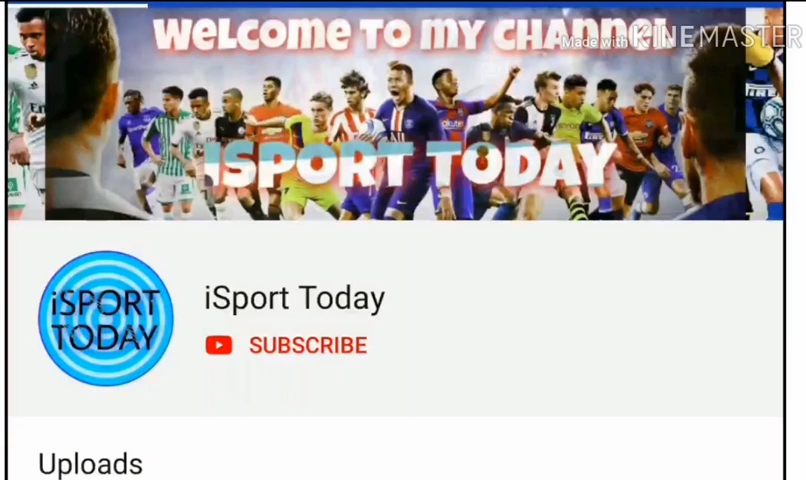 WELCOME TO MY CHANNEL
Made with KINEMASTER
ISPORT TODAY
iSPORT
TODAY
iSport Today
SUBSCRIBE
Uploads